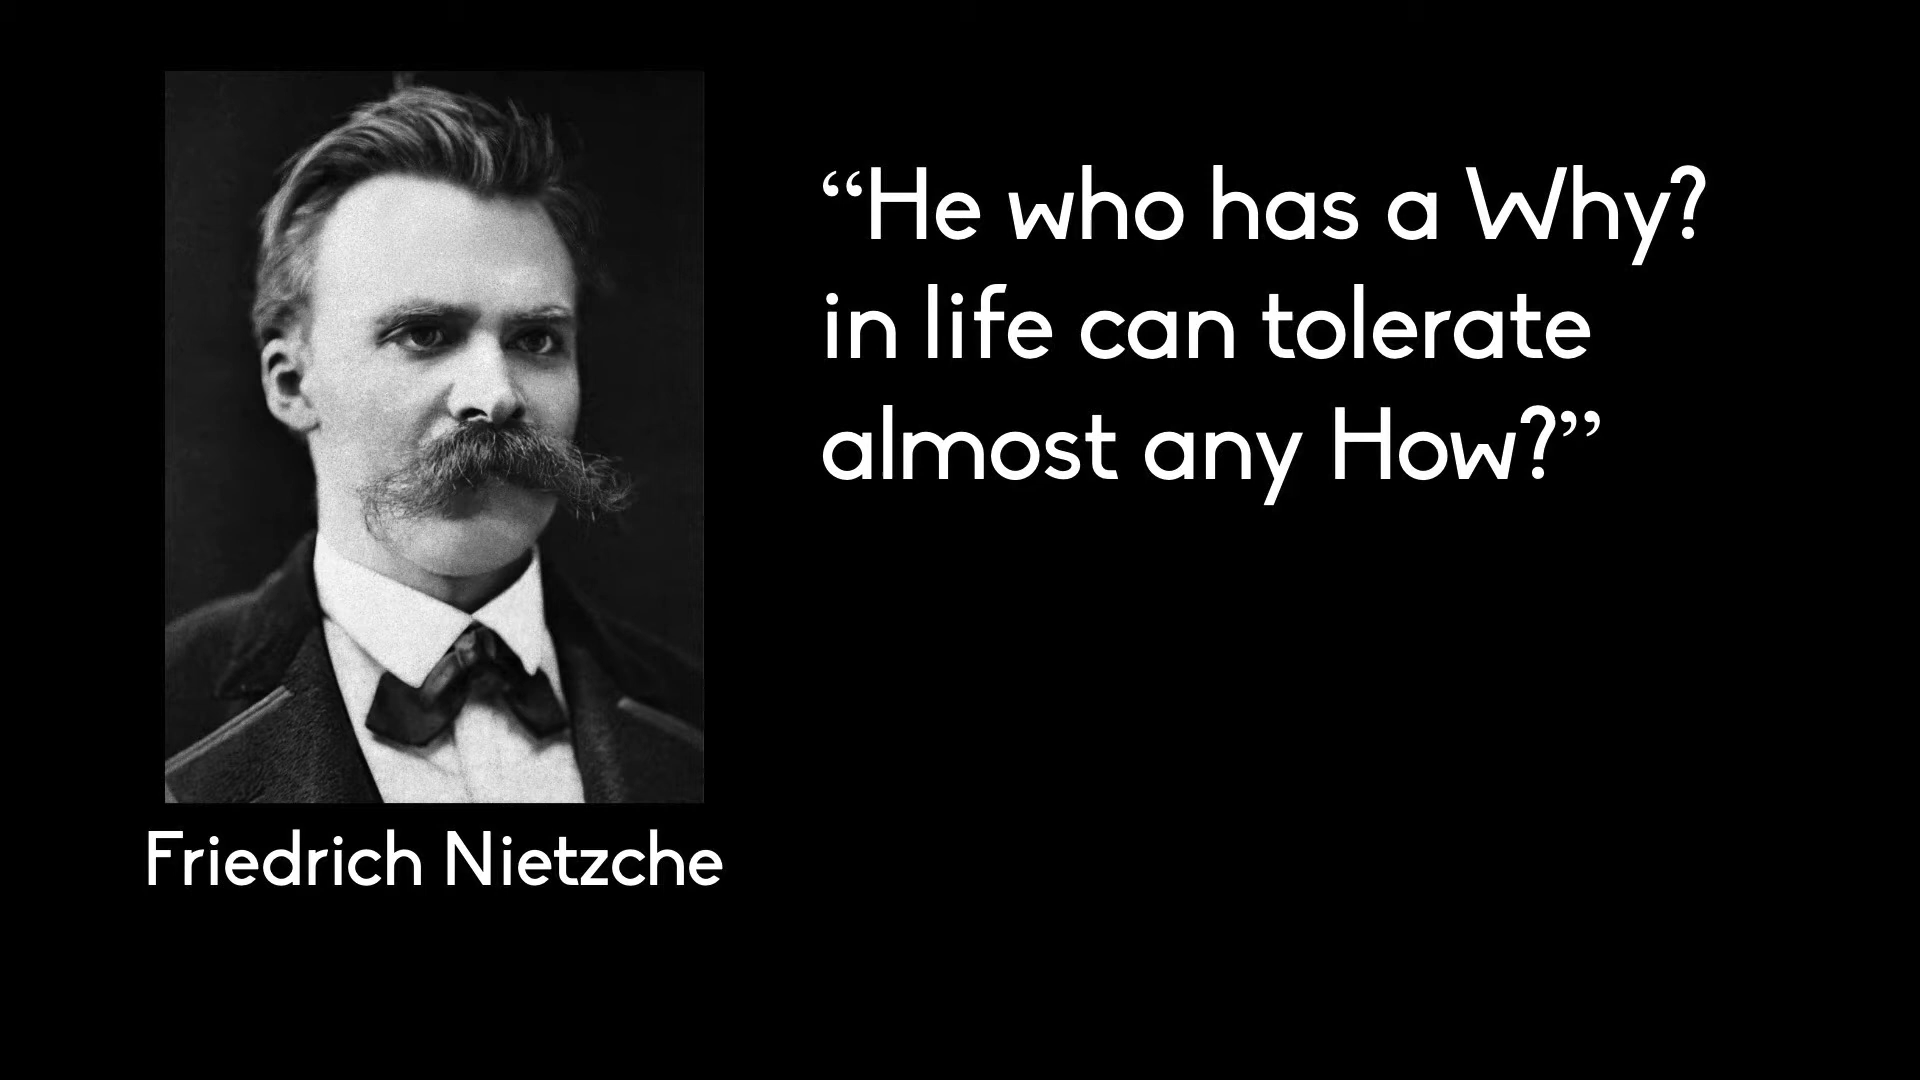 “He who has a Why?
in life can tolerate
almost any How?”
Friedrich Nietzche